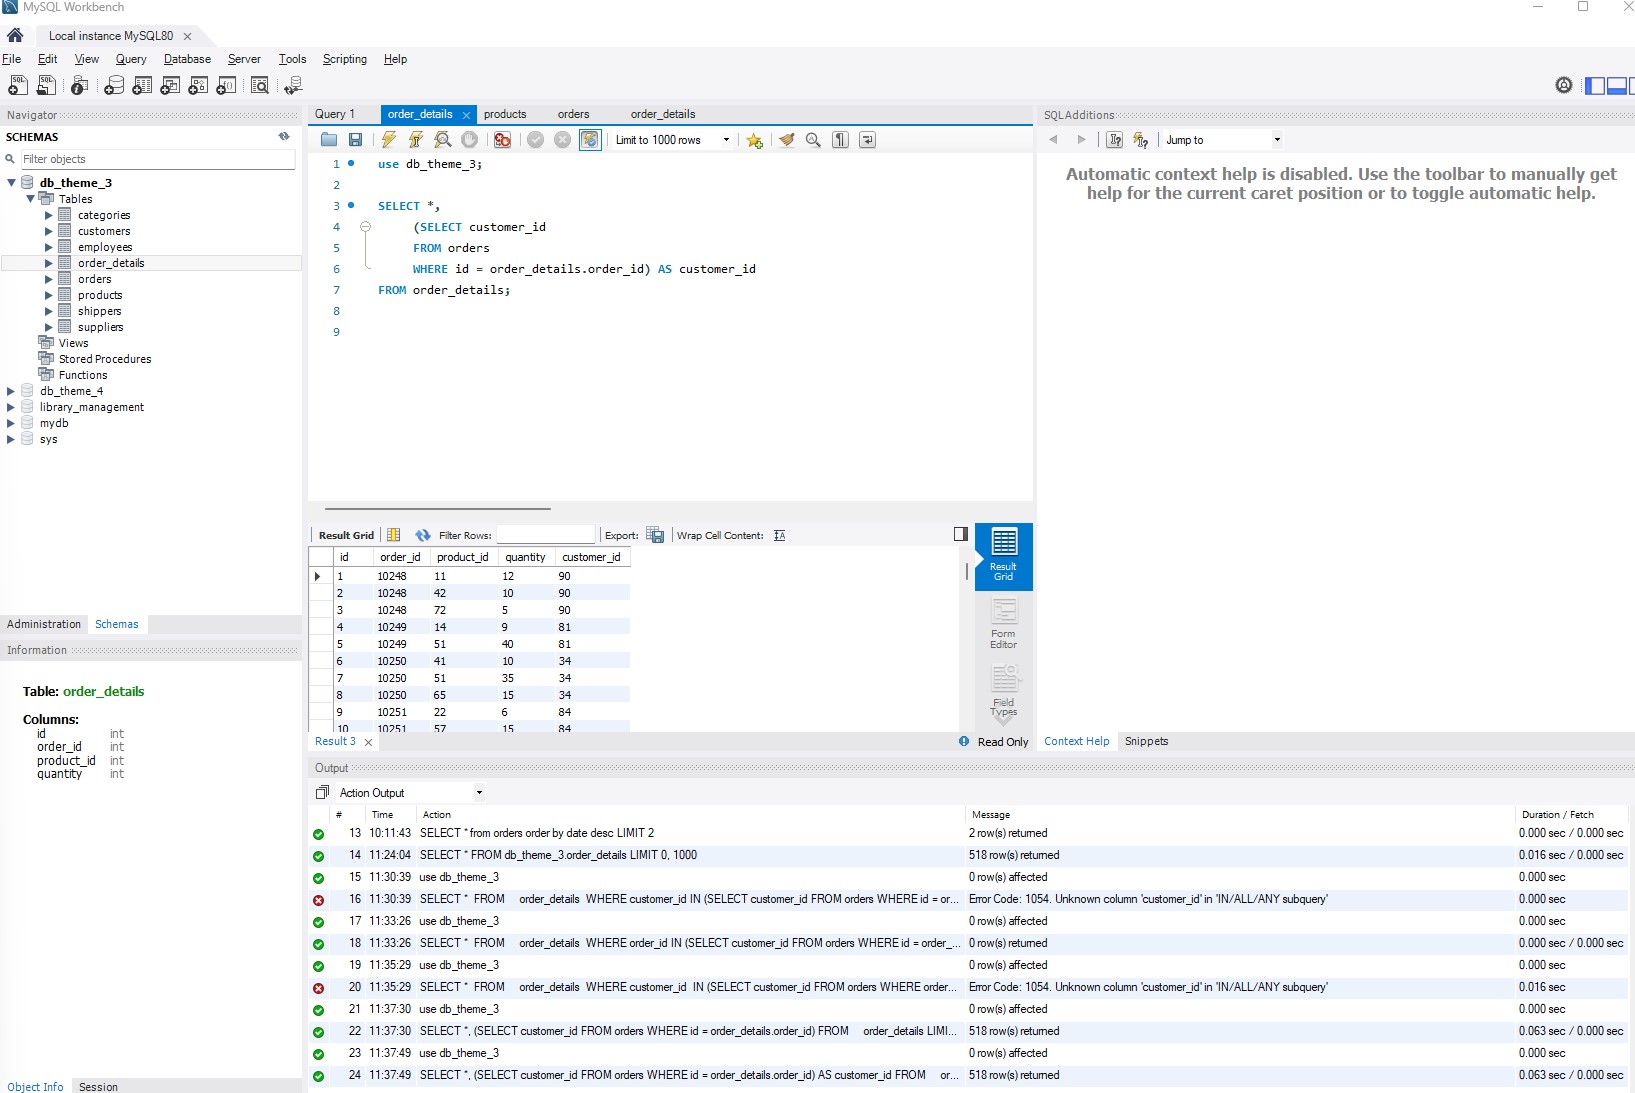 MySQL Workbench
Local instance MySQL80
File Edit View Query Database Server Tools Scripting Help
Navigator
SCHEMAS
Filter objects
db_theme_3
Tables
categories
customers
employees
order_details
orders
products
shippers
suppliers
Views
Stored Procedures
Functions
db_theme_4
library_management
mydb
sys
Administration Schemas
Information
Table: order_details
Columns:
id int
order_id int
product_id int
quantity int
Object Info Session
Query 1 order_details products orders order_details
Limit to 1000 rows
1 use db_theme_3;
2
3 SELECT *,
4 (SELECT customer_id
5 FROM orders
6 WHERE id = order_details.order_id) AS customer_id
7 FROM order_details;
8
9
Result Grid Filter Rows: Export: Wrap Cell Content:
id order_id product_id quantity customer_id
1 10248 11 12 90
2 10248 42 10 90
3 10248 72 5 90
4 10249 14 9 81
5 10249 51 40 81
6 10250 41 10 34
7 10250 51 35 34
8 10250 65 15 34
9 10251 22 6 84
10 10251 57 15 84
Result Grid
Form Editor
Field Types
Result 3
Read Only
SQLAdditions
Jump to
Automatic context help is disabled. Use the toolbar to manually get
help for the current caret position or to toggle automatic help.
Context Help Snippets
Output
Action Output
# Time Action Message Duration / Fetch
13 10:11:43 SELECT * from orders order by date desc LIMIT 2 2 row(s) returned 0.000 sec / 0.000 sec
14 11:24:04 SELECT * FROM db_theme_3.order_details LIMIT 0, 1000 518 row(s) returned 0.016 sec / 0.000 sec
15 11:30:39 use db_theme_3 0 row(s) affected 0.000 sec
16 11:30:39 SELECT * FROM order_details WHERE customer_id IN (SELECT customer_id FROM orders WHERE id = or... Error Code: 1054. Unknown column 'customer_id' in 'IN/ALL/ANY subquery' 0.000 sec
17 11:33:26 use db_theme_3 0 row(s) affected 0.000 sec
18 11:33:26 SELECT * FROM order_details WHERE order_id IN (SELECT customer_id FROM orders WHERE id = order_... 0 row(s) returned 0.000 sec / 0.000 sec
19 11:35:29 use db_theme_3 0 row(s) affected 0.000 sec
20 11:35:29 SELECT * FROM order_details WHERE customer_id IN (SELECT customer_id FROM orders WHERE order... Error Code: 1054. Unknown column 'customer_id' in 'IN/ALL/ANY subquery' 0.016 sec
21 11:37:30 use db_theme_3 0 row(s) affected 0.000 sec
22 11:37:30 SELECT *, (SELECT customer_id FROM orders WHERE id = order_details.order_id) FROM order_details LIMI... 518 row(s) returned 0.063 sec / 0.000 sec
23 11:37:49 use db_theme_3 0 row(s) affected 0.000 sec
24 11:37:49 SELECT *, (SELECT customer_id FROM orders WHERE id = order_details.order_id) AS customer_id FROM or... 518 row(s) returned 0.063 sec / 0.000 sec